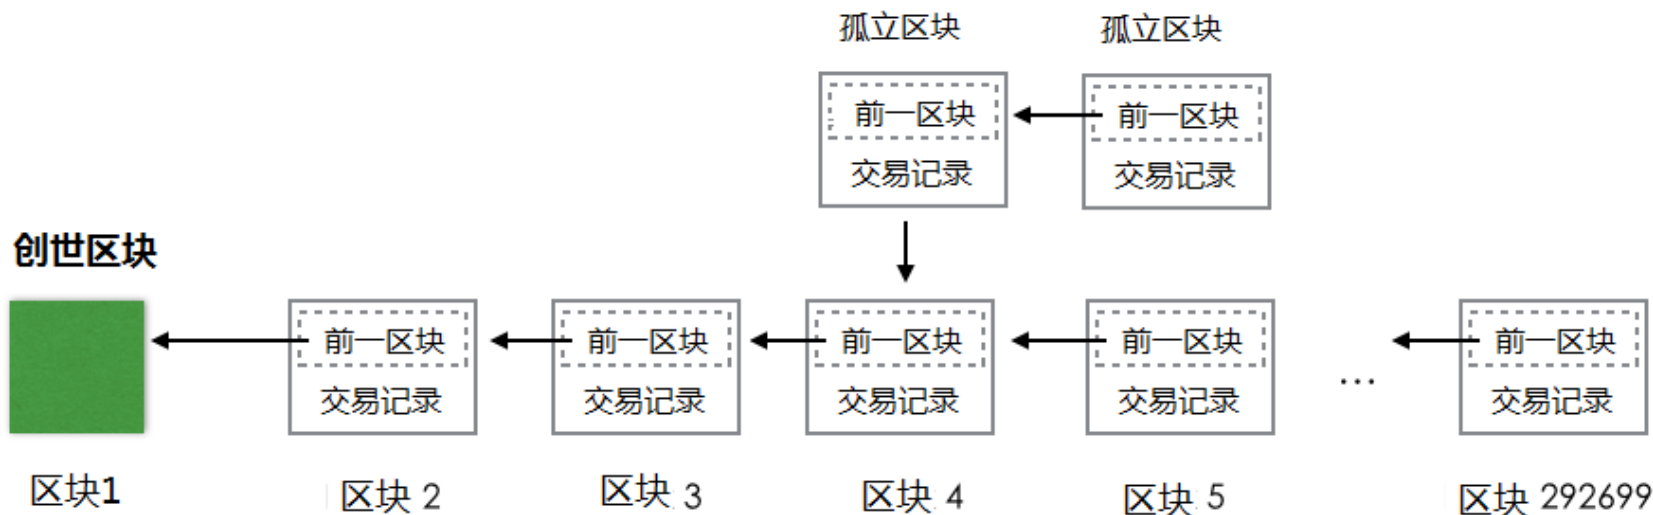 孤立区块 孤立区块
前一区块 前一区块
交易记录 交易记录
创世区块
前一区块 前一区块 前一区块 前一区块 前一区块
交易记录 交易记录 交易记录 交易记录 … 交易记录
区块1 区块 2 区块 3 区块 4 区块 5 区块 292699